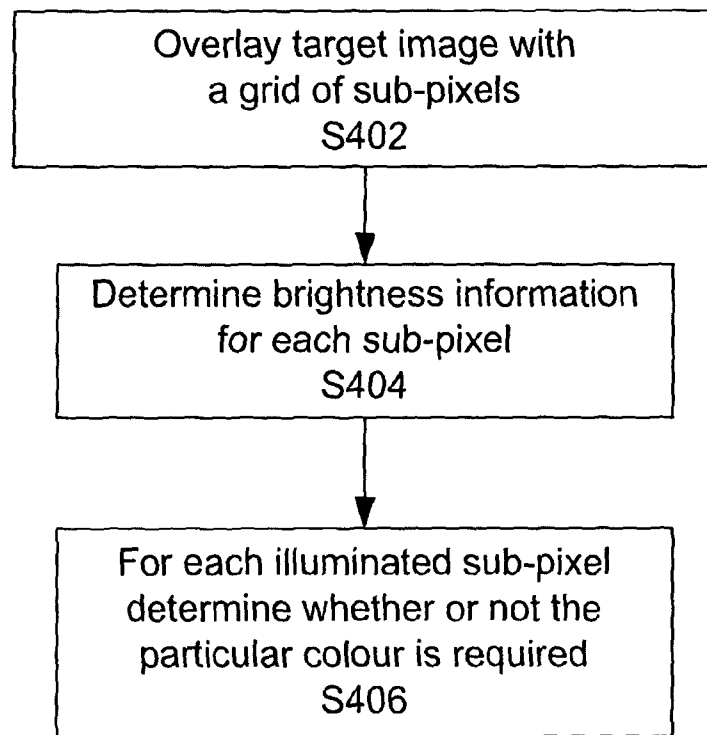 Overlay target image with
a grid of sub-pixels
S402
Determine brightness information
for each sub-pixel
S404
For each illuminated sub-pixel
determine whether or not the
particular colour is required
S406